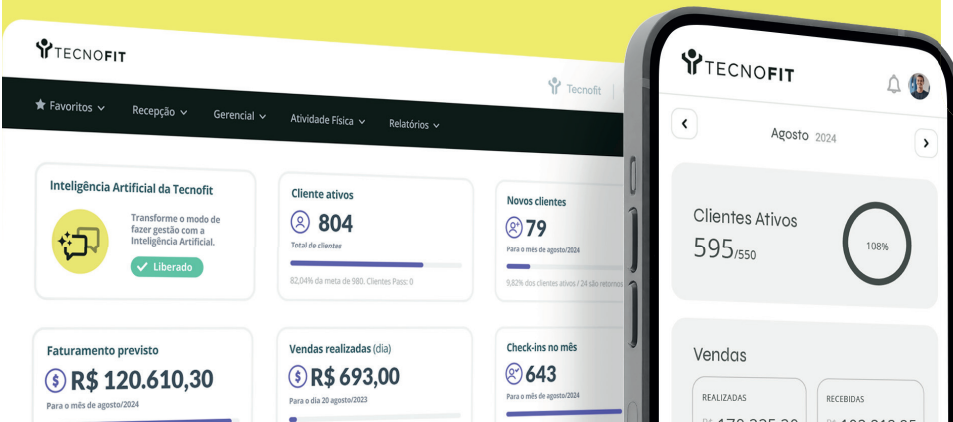 TECNOFIT
Tecnofit
Favoritos
Recepção
Gerencial
Atividade Física
Relatórios
Inteligência Artificial da Tecnofit
Transforme o modo de
fazer gestão com a
Inteligência Artificial.
Liberado
Cliente ativos
804
Total de clientes
82,04% da meta de 980. Clientes Pass: 0
Novos clientes
79
Para o mês de agosto/2024
9,82% dos clientes ativos / 24 são retornos
Faturamento previsto
R$ 120.610,30
Para o mês de agosto/2024
Vendas realizadas (dia)
R$ 693,00
Para o dia 20 agosto/2023
Check-ins no mês
643
Para o mês de agosto/2024
TECNOFIT
Agosto 2024
Clientes Ativos
595/550
108%
Vendas
REALIZADAS
RECEBIDAS